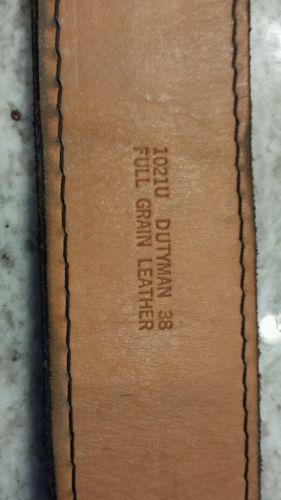 1021U DUTYMAN 38
FULL GRAIN LEATHER